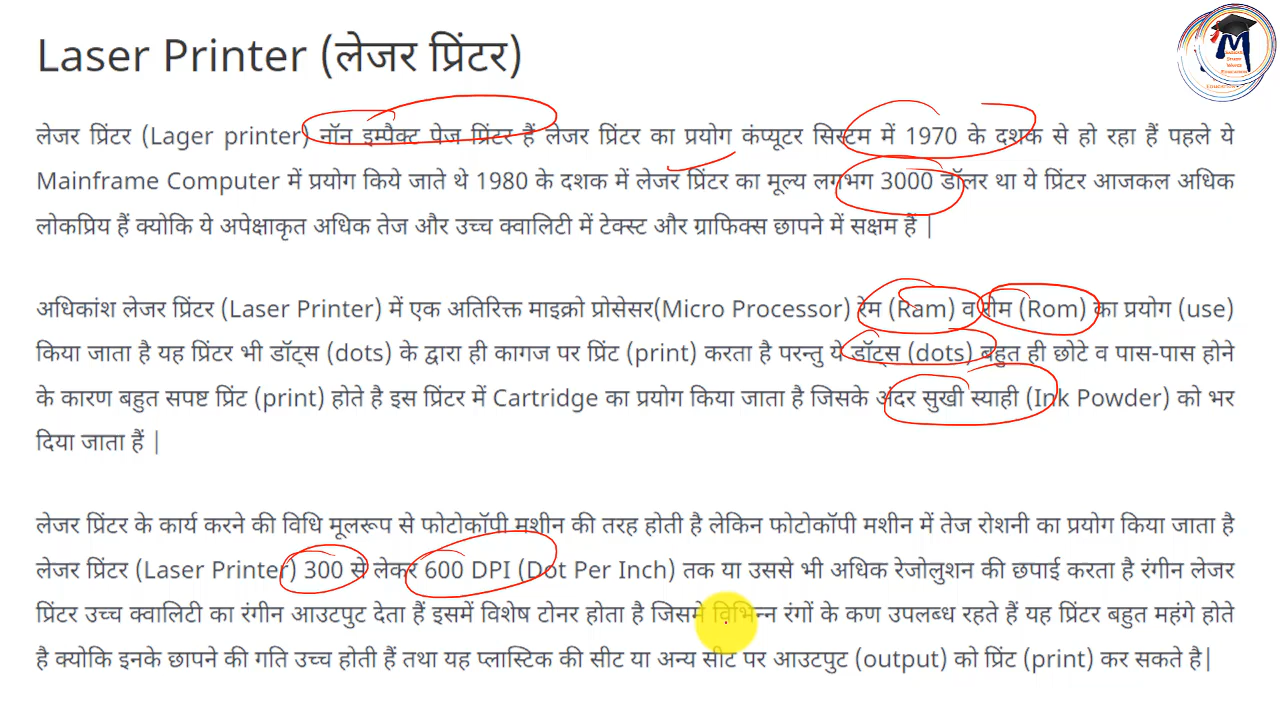 Laser Printer (लेजर प्रिंटर)
लेजर प्रिंटर (Lager printer) नॉन इम्पैक्ट पेज प्रिंटर हैं लेजर प्रिंटर का प्रयोग कंप्यूटर सिस्टम में 1970 के दशक से हो रहा हैं पहले ये
Mainframe Computer में प्रयोग किये जाते थे 1980 के दशक में लेजर प्रिंटर का मूल्य लगभग 3000 डॉलर था ये प्रिंटर आजकल अधिक
लोकप्रिय हैं क्योकि ये अपेक्षाकृत अधिक तेज और उच्च क्वालिटी में टेक्स्ट और ग्राफिक्स छापने में सक्षम हैं |
अधिकांश लेजर प्रिंटर (Laser Printer) में एक अतिरिक्त माइक्रो प्रोसेसर(Micro Processor) रेम (Ram) व रोम (Rom) का प्रयोग (use)
किया जाता है यह प्रिंटर भी डॉट्स (dots) के द्वारा ही कागज पर प्रिंट (print) करता है परन्तु ये डॉट्स (dots) बहुत ही छोटे व पास-पास होने
के कारण बहुत सपष्ट प्रिंट (print) होते है इस प्रिंटर में Cartridge का प्रयोग किया जाता है जिसके अंदर सुखी स्याही (Ink Powder) को भर
दिया जाता हैं |
लेजर प्रिंटर के कार्य करने की विधि मूलरूप से फोटोकॉपी मशीन की तरह होती है लेकिन फोटोकॉपी मशीन में तेज रोशनी का प्रयोग किया जाता है
लेजर प्रिंटर (Laser Printer) 300 से लेकर 600 DPI (Dot Per Inch) तक या उससे भी अधिक रेजोलुशन की छपाई करता है रंगीन लेजर
प्रिंटर उच्च क्वालिटी का रंगीन आउटपुट देता हैं इसमें विशेष टोनर होता है जिसमे विभिन्न रंगों के कण उपलब्ध रहते हैं यह प्रिंटर बहुत महंगे होते
है क्योकि इनके छापने की गति उच्च होती हैं तथा यह प्लास्टिक की सीट या अन्य सीट पर आउटपुट (output) को प्रिंट (print) कर सकते है|